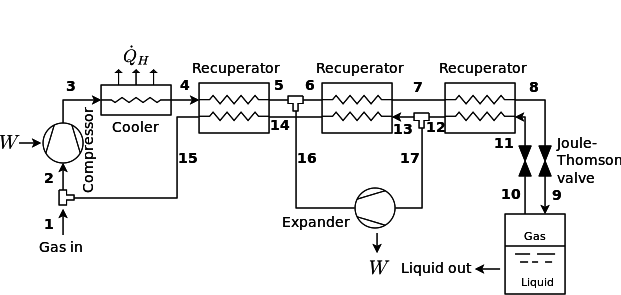 Q̇_H
Recuperator
Recuperator
Recuperator
3
4
5
6
7
8
Cooler
W
Compressor
14
13
12
11
Joule-
Thomson
valve
2
15
16
17
10
9
1
Gas in
Expander
W
Liquid out
Gas
Liquid